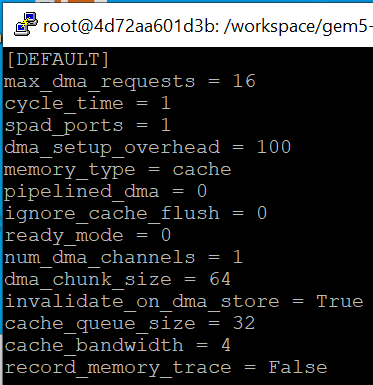 root@4d72aa601d3b: /workspace/gem5-
[DEFAULT]
max_dma_requests = 16
cycle_time = 1
spad_ports = 1
dma_setup_overhead = 100
memory_type = cache
pipelined_dma = 0
ignore_cache_flush = 0
ready_mode = 0
num_dma_channels = 1
dma_chunk_size = 64
invalidate_on_dma_store = True
cache_queue_size = 32
cache_bandwidth = 4
record_memory_trace = False